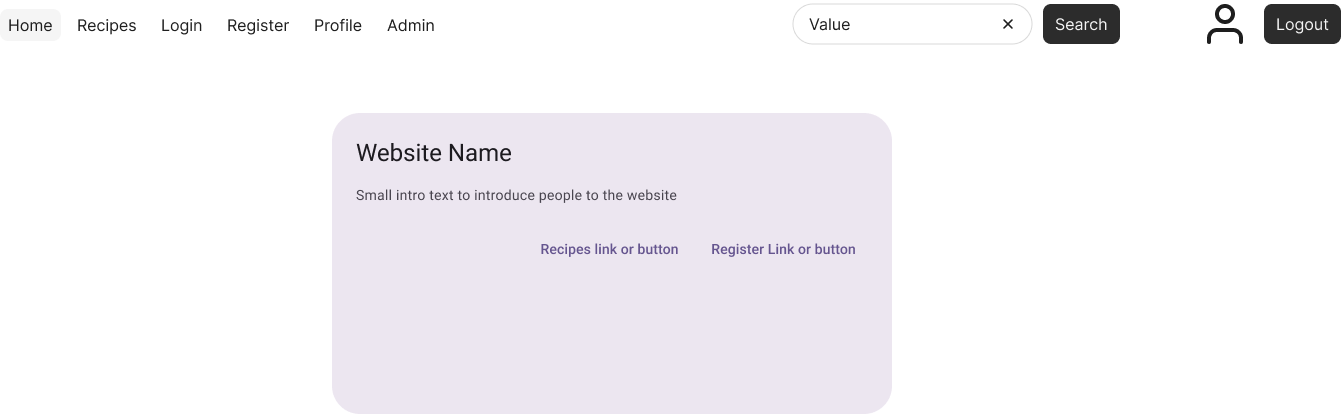 Home Recipes Login Register Profile Admin Value Search Logout
Website Name
Small intro text to introduce people to the website
Recipes link or button Register Link or button